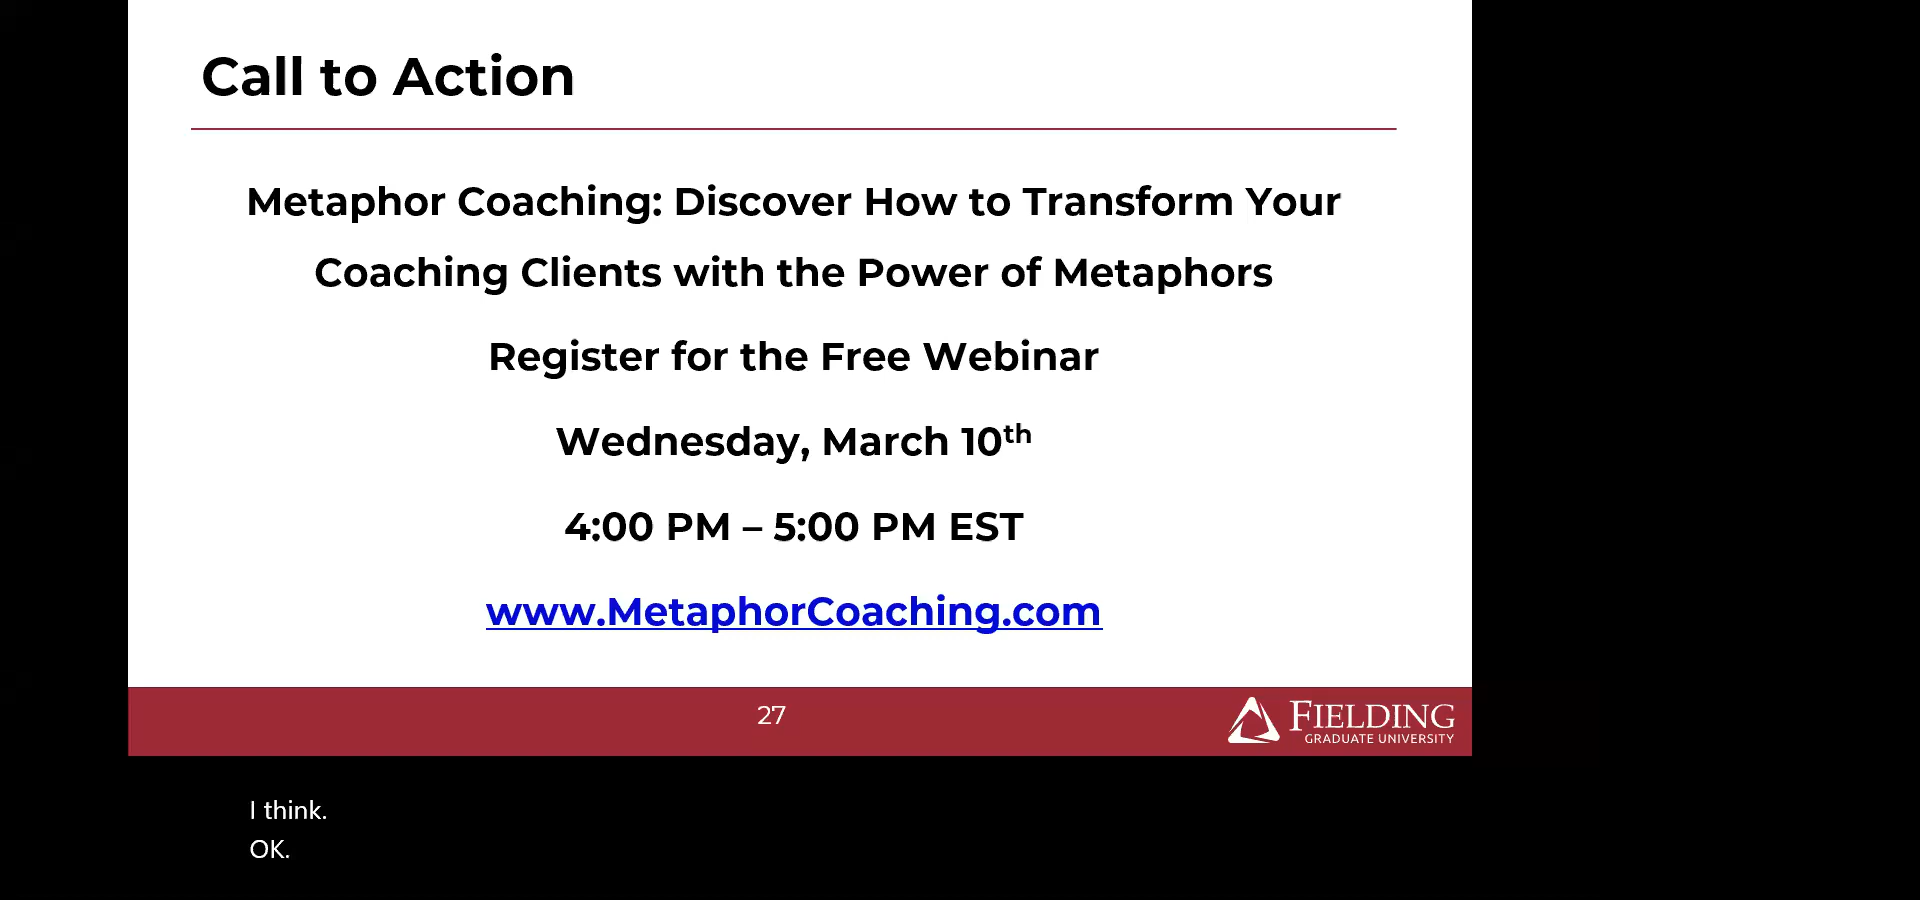 Call to Action
Metaphor Coaching: Discover How to Transform Your
Coaching Clients with the Power of Metaphors
Register for the Free Webinar
Wednesday, March 10th
4:00 PM – 5:00 PM EST
www.MetaphorCoaching.com
27
FIELDING
GRADUATE UNIVERSITY
I think.
OK.